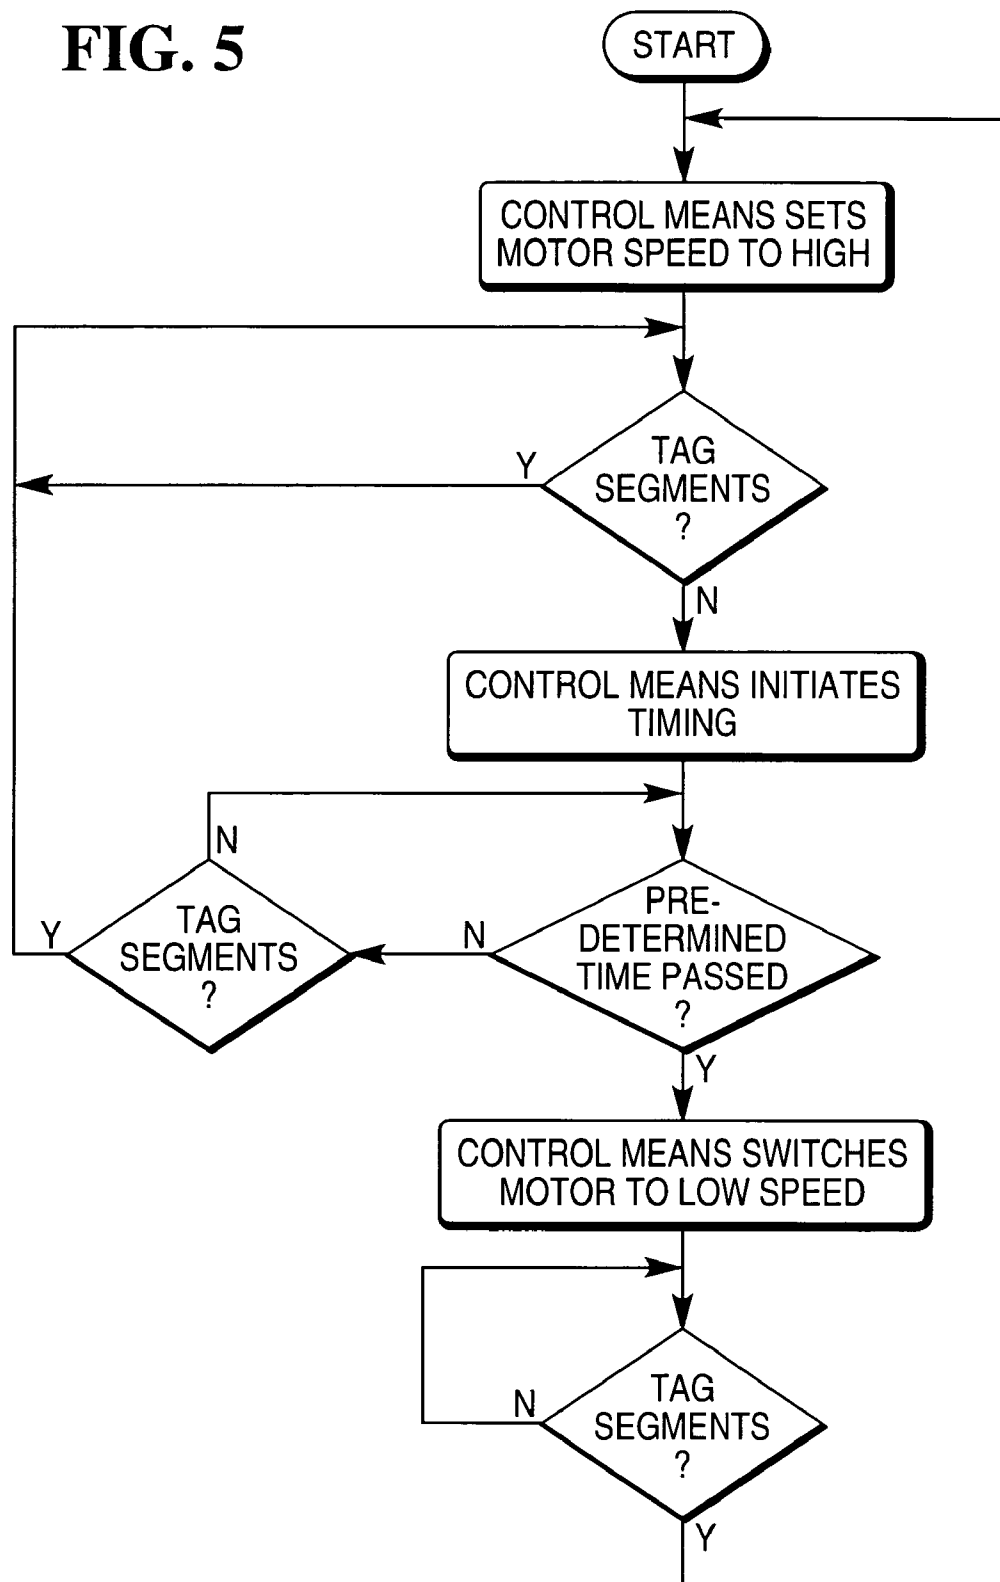 FIG. 5
START
CONTROL MEANS SETS
MOTOR SPEED TO HIGH
TAG
SEGMENTS
?
Y
N
CONTROL MEANS INITIATES
TIMING
PRE-
DETERMINED
TIME PASSED
?
N
Y
TAG
SEGMENTS
?
N
Y
CONTROL MEANS SWITCHES
MOTOR TO LOW SPEED
TAG
SEGMENTS
?
N
Y